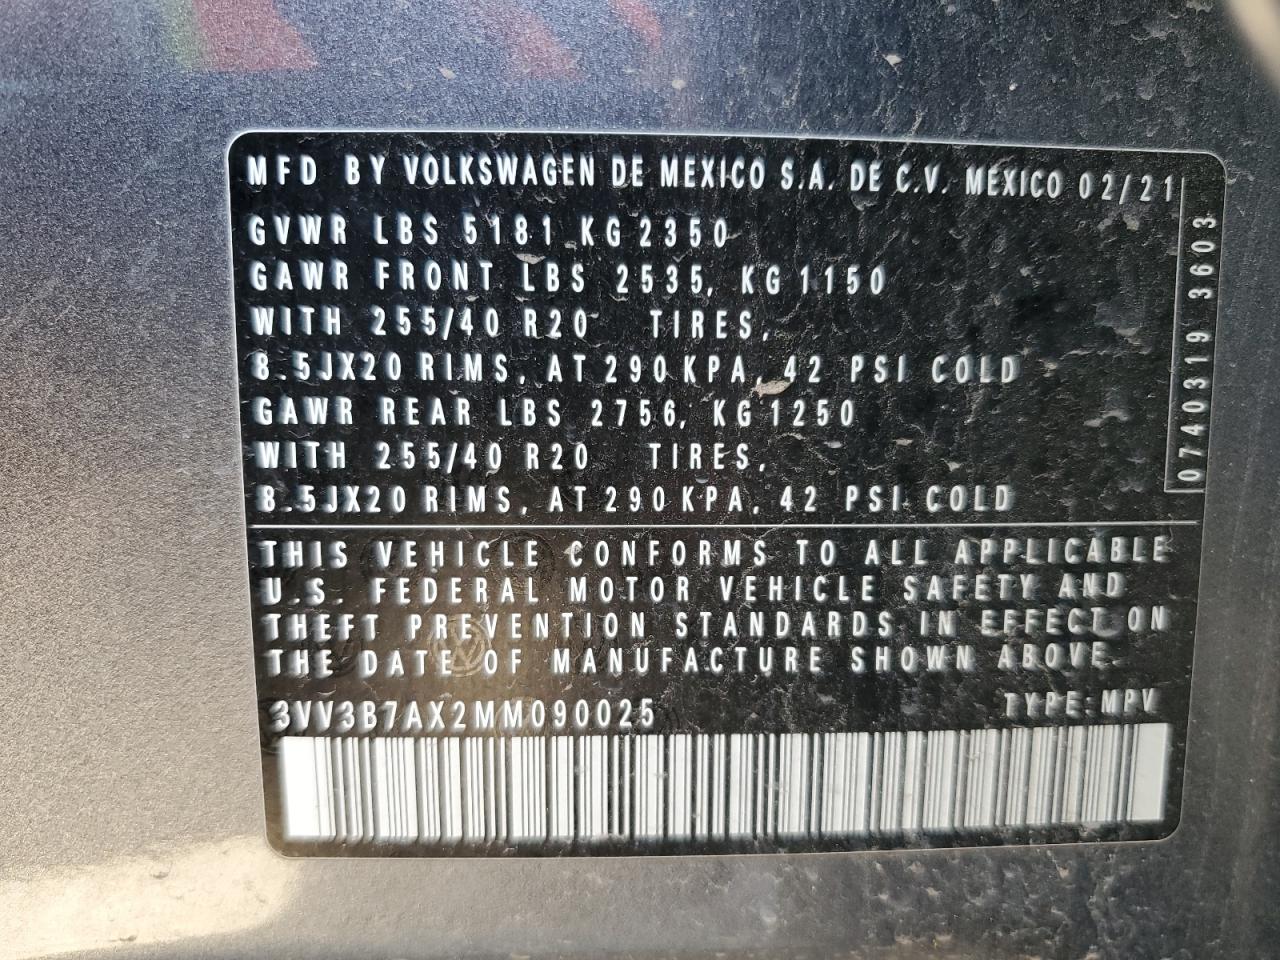 MFD BY VOLKSWAGEN DE MEXICO S.A. DE C.V. MEXICO 02/21
GVWR LBS 5181 KG 2350
GAWR FRONT LBS 2535, KG 1150
WITH 255/40 R20 TIRES,
8.5JX20 RIMS, AT 290 KPA, 42 PSI COLD
GAWR REAR LBS 2756, KG 1250
WITH 255/40 R20 TIRES,
8.5JX20 RIMS, AT 290 KPA, 42 PSI COLD
0740319 3603
THIS VEHICLE CONFORMS TO ALL APPLICABLE
U.S. FEDERAL MOTOR VEHICLE SAFETY AND
THEFT PREVENTION STANDARDS IN EFFECT ON
THE DATE OF MANUFACTURE SHOWN ABOVE.
3VV3B7AX2MM090025
TYPE: MPV